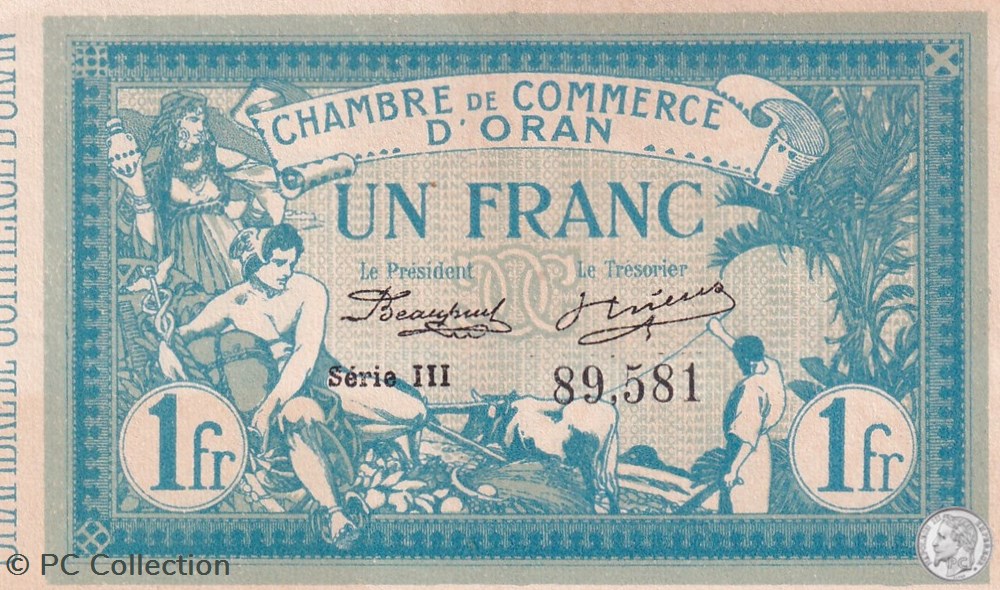 CHAMBRE DE COMMERCE
D'ORAN
UN FRANC
Le Président
Le Trésorier
Série III
89,581
1fr
1fr
© PC Collection